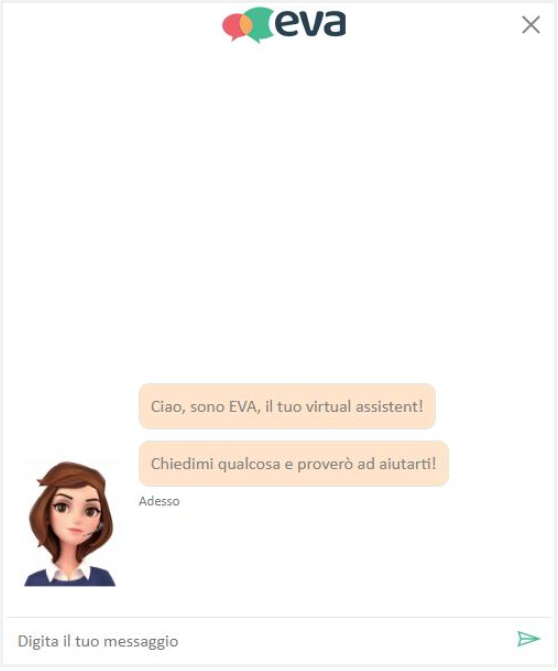 eva
Ciao, sono EVA, il tuo virtual assistent!
Chiedimi qualcosa e proverò ad aiutarti!
Adesso
Digita il tuo messaggio